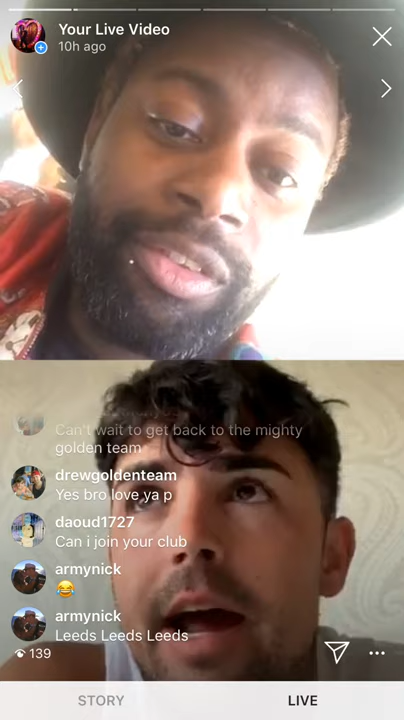 Your Live Video
10h ago
Can't wait to get back to the mighty
golden team
drewgoldenteam
Yes bro love ya p
daoud1727
Can i join your club
armynick
😂
armynick
Leeds Leeds Leeds
139
STORY
LIVE